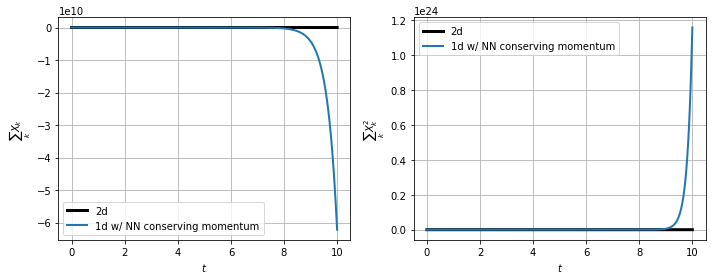 1e10
0
−1
−2
−3
−4
−5
−6
0 2 4 6 8 10
t
∑ X_k
k
2d
1d w/ NN conserving momentum
1e24
1.2
1.0
0.8
0.6
0.4
0.2
0.0
0 2 4 6 8 10
t
∑ X_k^2
k
2d
1d w/ NN conserving momentum